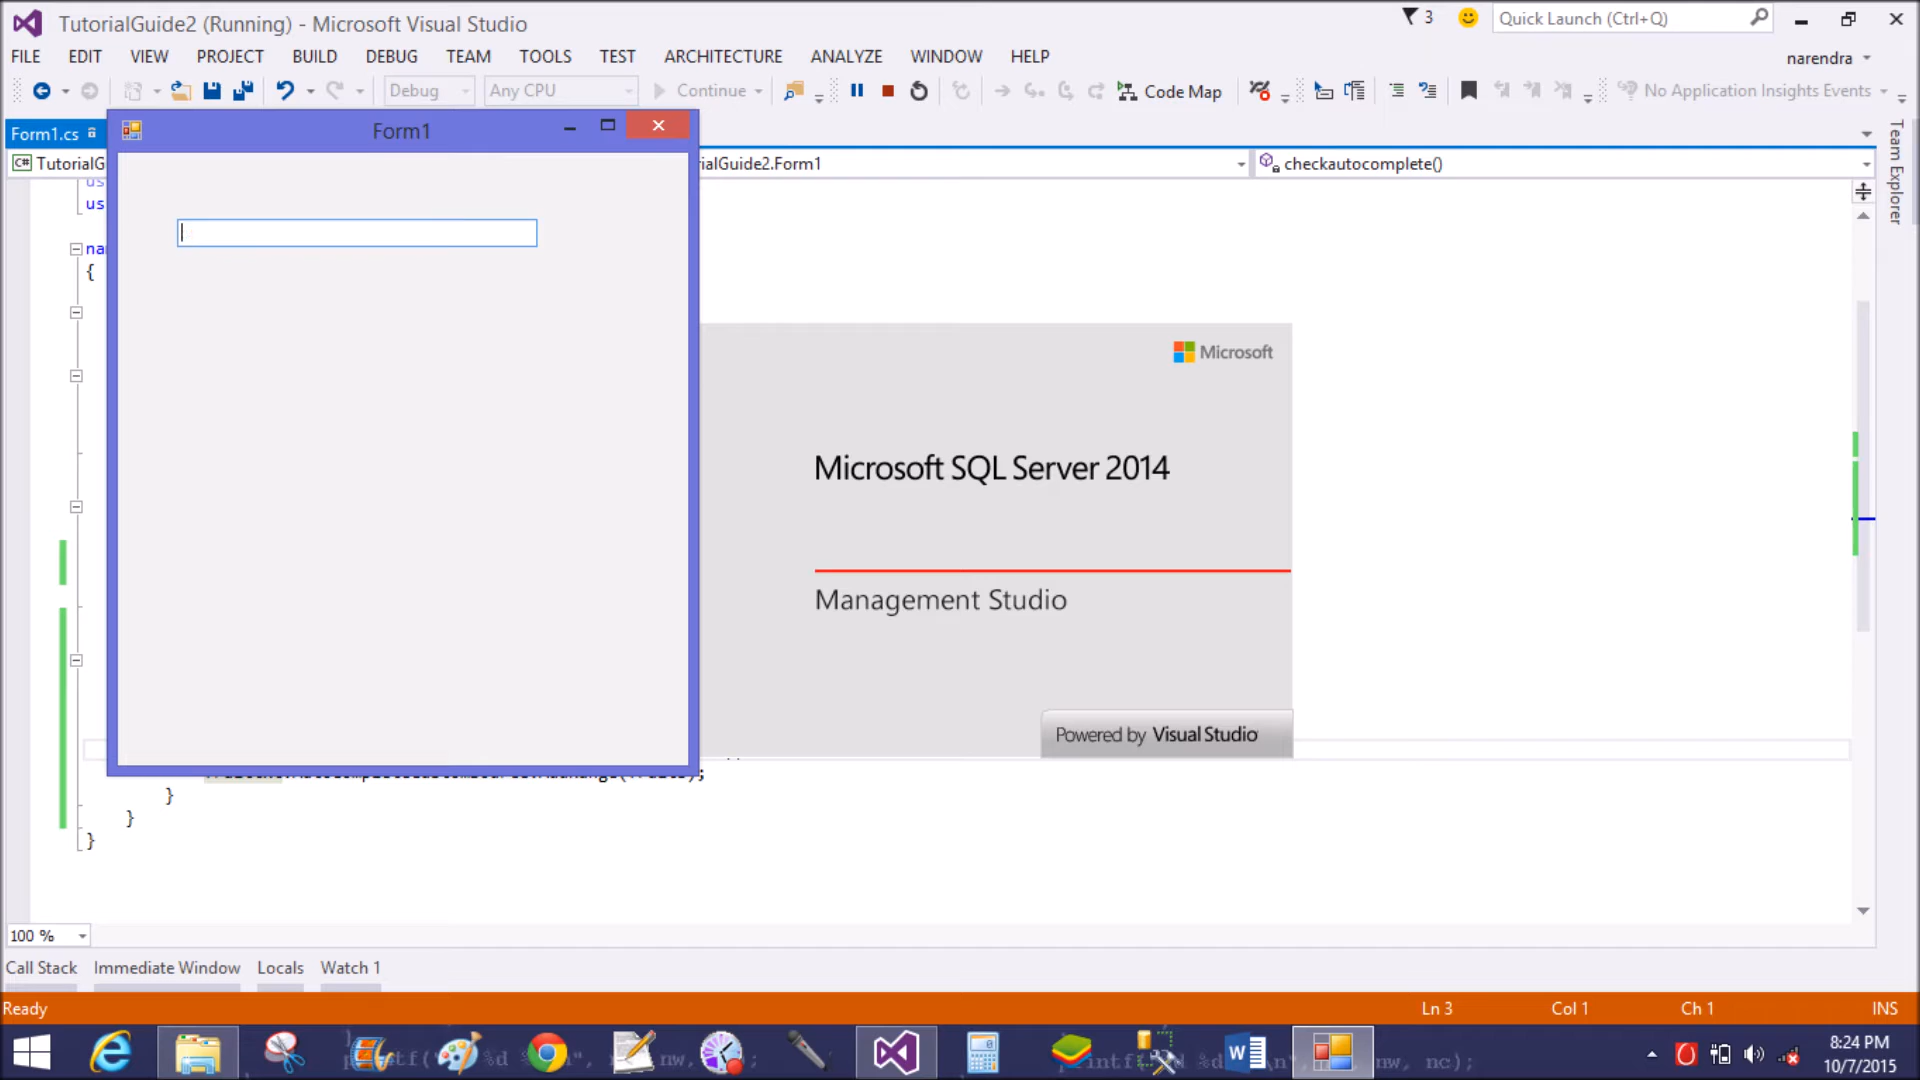 TutorialGuide2 (Running) - Microsoft Visual Studio
3
Quick Launch (Ctrl+Q)
FILE EDIT VIEW PROJECT BUILD DEBUG TEAM TOOLS TEST ARCHITECTURE ANALYZE WINDOW HELP
narendra
Debug Any CPU Continue Code Map No Application Insights Events
Form1.cs
Form1
TutorialG
rialGuide2.Form1
checkautocomplete()
Team Explorer
us
us
nar
{
Microsoft
Microsoft SQL Server 2014
Management Studio
Powered by Visual Studio
}
}
}
100 %
Call Stack Immediate Window Locals Watch 1
Ready
Ln 3 Col 1 Ch 1 INS
8:24 PM
10/7/2015